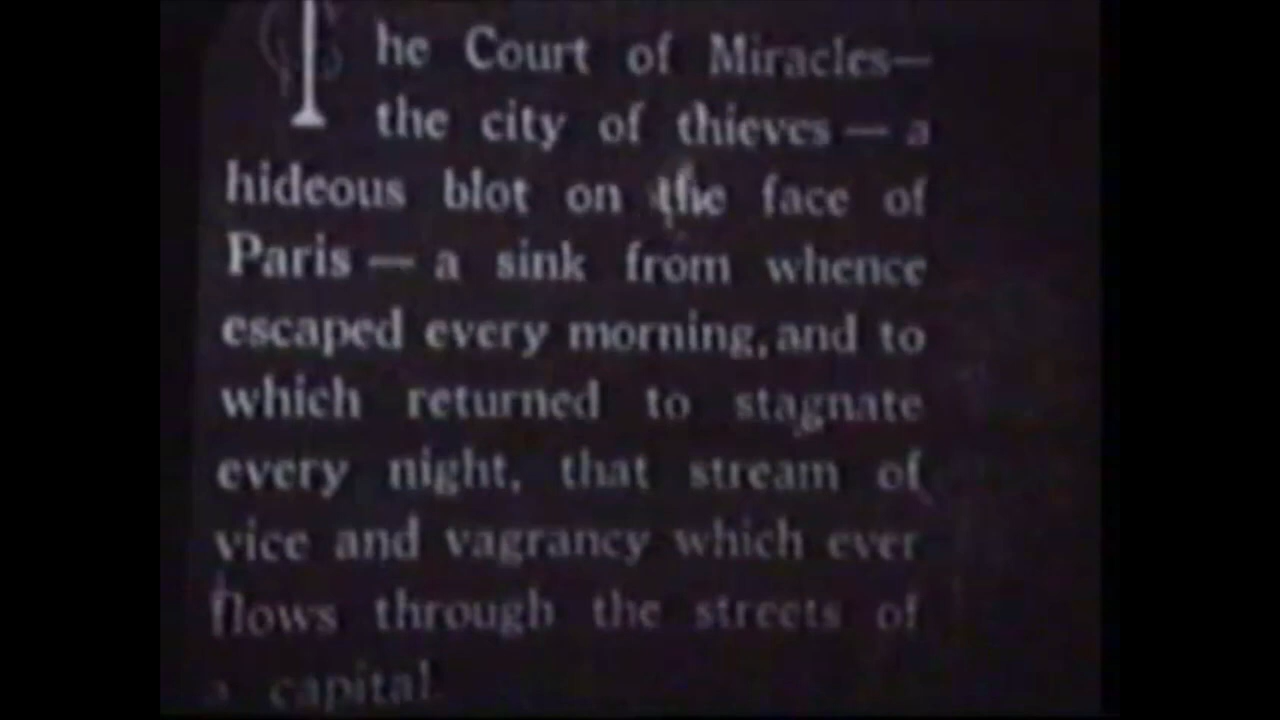 The Court of Miracles—
the city of thieves — a
hideous blot on the face of
Paris — a sink from whence
escaped every morning, and to
which returned to stagnate
every night, that stream of
vice and vagrancy which ever
flows through the streets of
a capital.